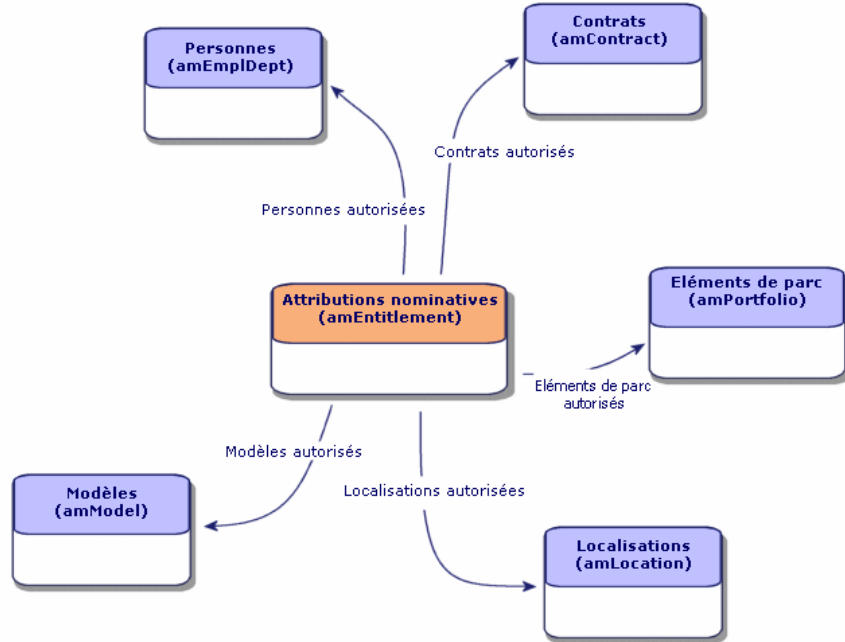 Personnes
(amEmplDept)
Contrats
(amContract)
Contrats autorisés
Personnes autorisées
Attributions nominatives
(amEntitlement)
Eléments de parc
(amPortfolio)
Eléments de parc
autorisés
Modèles autorisés
Localisations autorisées
Modèles
(amModel)
Localisations
(amLocation)